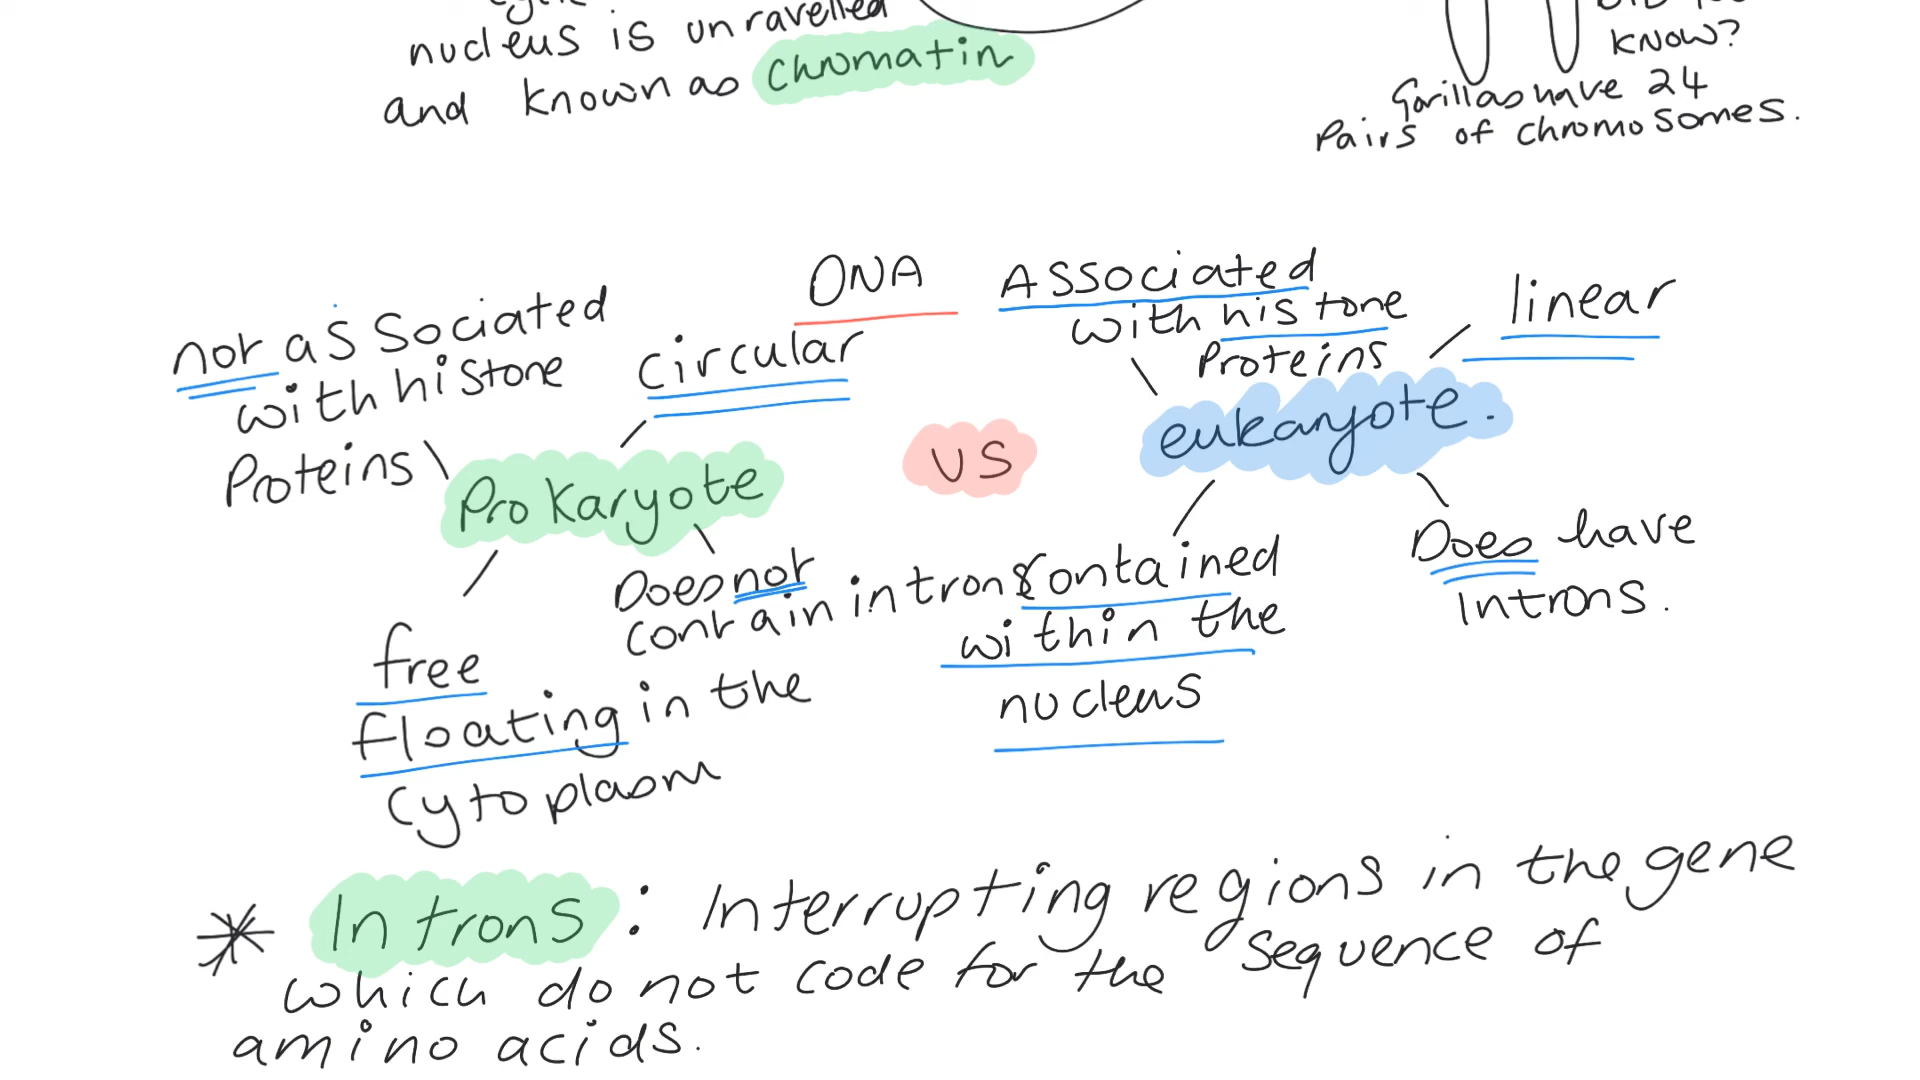 nucleus is unravelled
and known as chromatin
KNOW?
Gorillas have 24
Pairs of chromosomes.
DNA
not associated
with histone
Proteins
circular
Prokaryote
free
floating in the
cytoplasm
Does not
contain introns
VS
Associated
with histone
Proteins
linear
eukaryote.
contained
within the
nucleus
Does have
Introns.
* Introns: Interrupting regions in the gene
which do not code for the sequence of
amino acids.